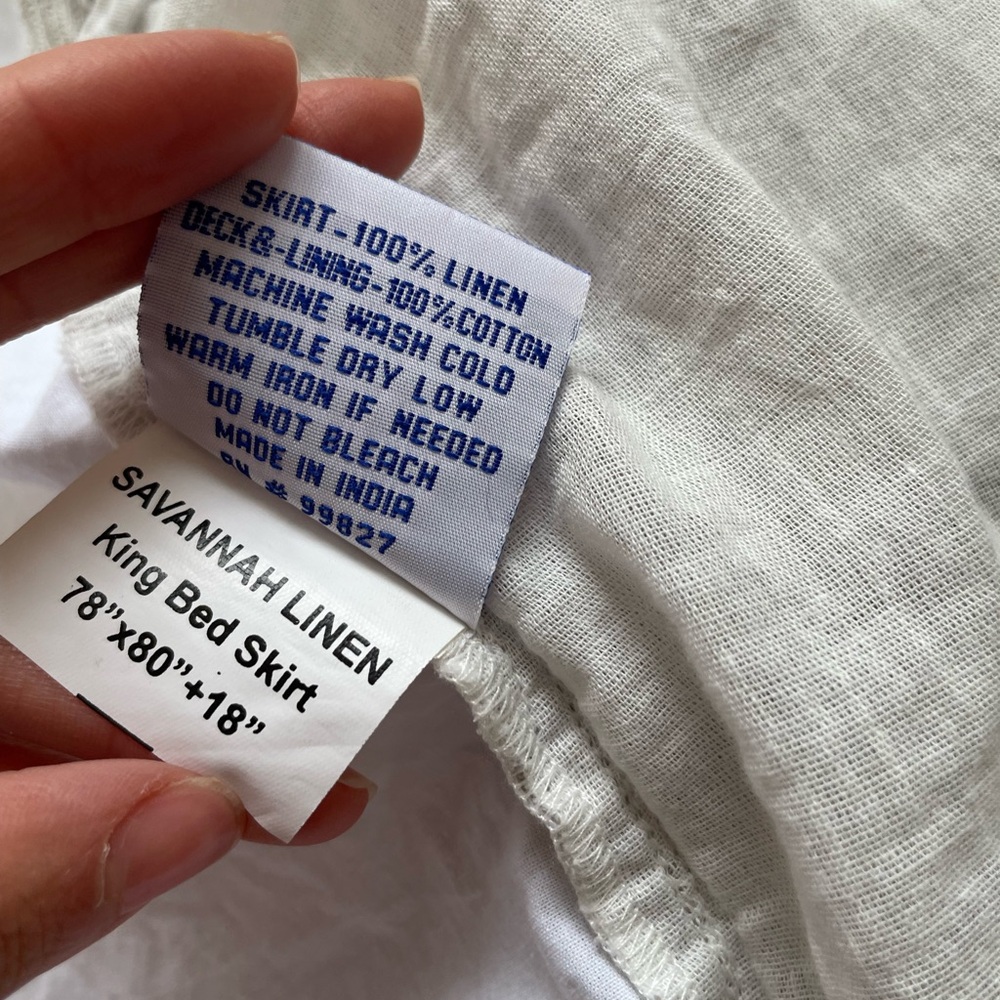 SKIRT-100% LINEN
DECK&-LINING-100%COTTON
MACHINE WASH COLD
TUMBLE DRY LOW
WARM IRON IF NEEDED
DO NOT BLEACH
MADE IN INDIA
# 99827
SAVANNAH LINEN
King Bed Skirt
78”x80”+18”